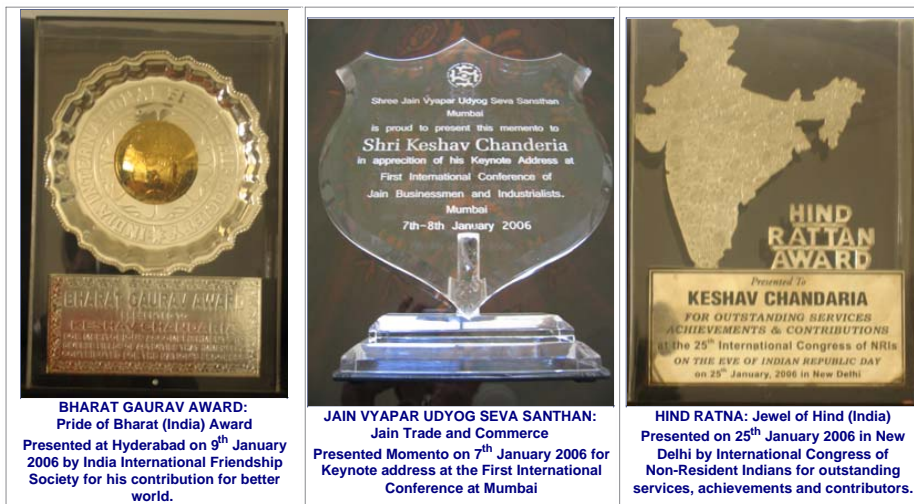 BHARAT GAURAV AWARD
PRESENTED TO
KESHAV CHANDARIA
BHARAT GAURAV AWARD:
Pride of Bharat (India) Award
Presented at Hyderabad on 9th January
2006 by India International Friendship
Society for his contribution for better
world.
Shree Jain Vyapar Udyog Seva Sansthan
Mumbai
is proud to present this memento to
Shri Keshav Chanderia
in apprecition of his Keynote Address at
First International Conference of
Jain Businessmen and Industrialists.
Mumbai
7th-8th January 2006
JAIN VYAPAR UDYOG SEVA SANTHAN:
Jain Trade and Commerce
Presented Momento on 7th January 2006 for
Keynote address at the First International
Conference at Mumbai
HIND
RATTAN
AWARD
Presented To
KESHAV CHANDARIA
FOR OUTSTANDING SERVICES
ACHIEVEMENTS & CONTRIBUTIONS
at the 25th International Congress of NRIs
ON THE EVE OF INDIAN REPUBLIC DAY
on 25th January, 2006 in New Delhi
HIND RATNA: Jewel of Hind (India)
Presented on 25th January 2006 in New
Delhi by International Congress of
Non-Resident Indians for outstanding
services, achievements and contributors.